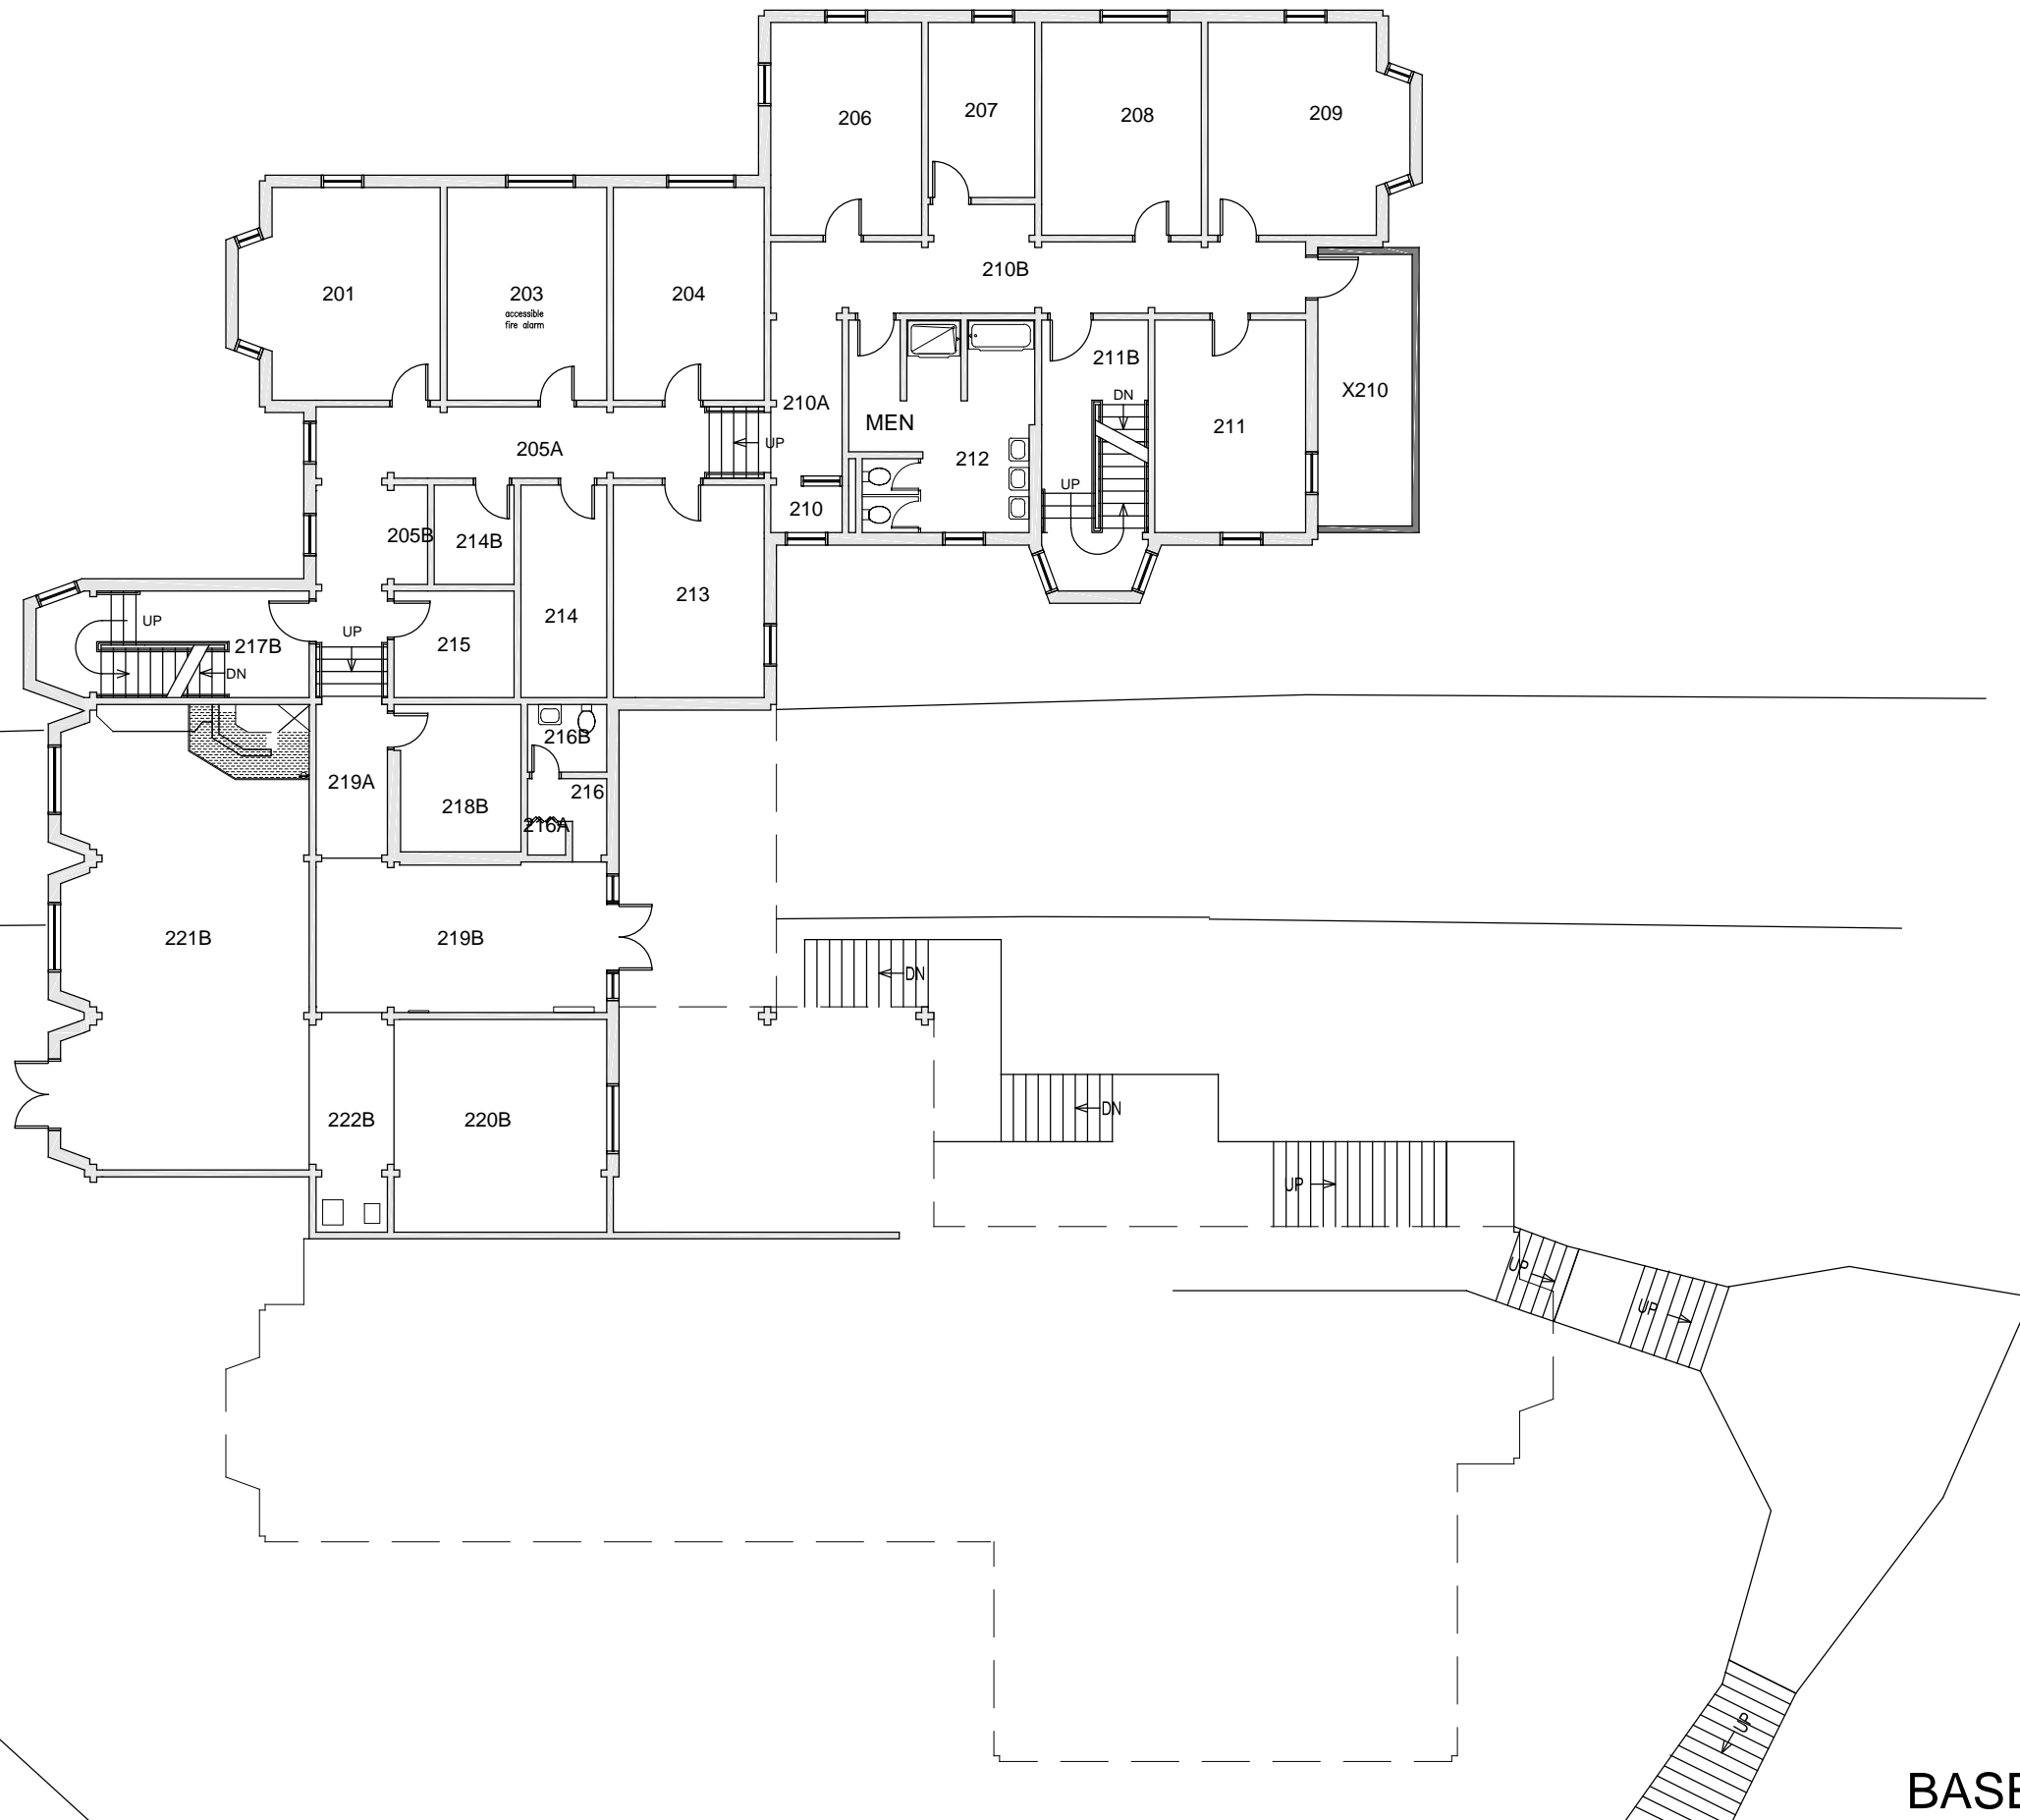 206
207
208
209
201
203
accessible
fire alarm
204
210B
210A
MEN
211B
DN
X210
211
205A
UP
212
UP
210
205B
214B
213
214
UP
217B
UP
215
DN
216B
219A
216
218B
216A
221B
219B
DN
DN
222B
220B
UP
UP
UP
UP
BASE